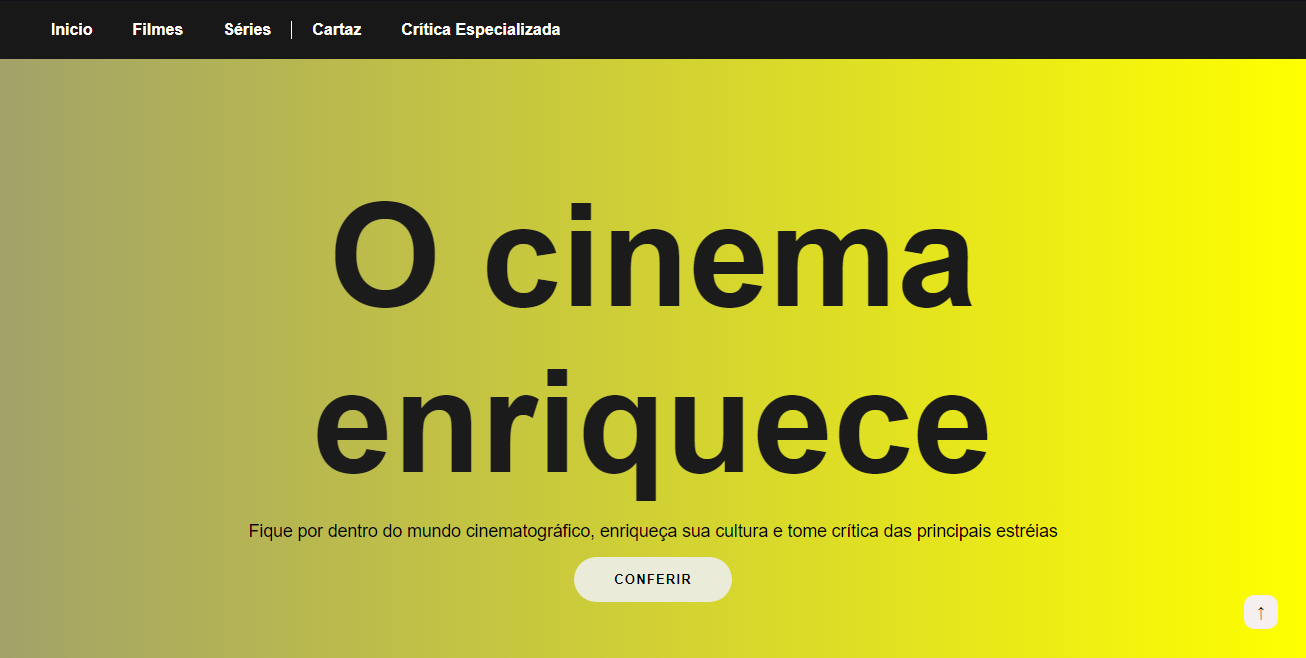 Inicio Filmes Séries Cartaz Crítica Especializada
O cinema
enriquece
Fique por dentro do mundo cinematográfico, enriqueça sua cultura e tome crítica das principais estréias
CONFERIR
↑